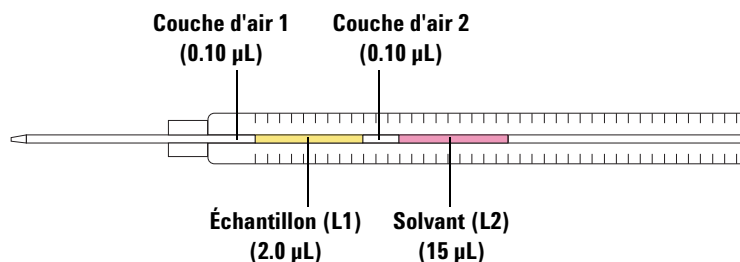 Couche d'air 1
(0.10 µL)
Couche d'air 2
(0.10 µL)
Échantillon (L1)
(2.0 µL)
Solvant (L2)
(15 µL)